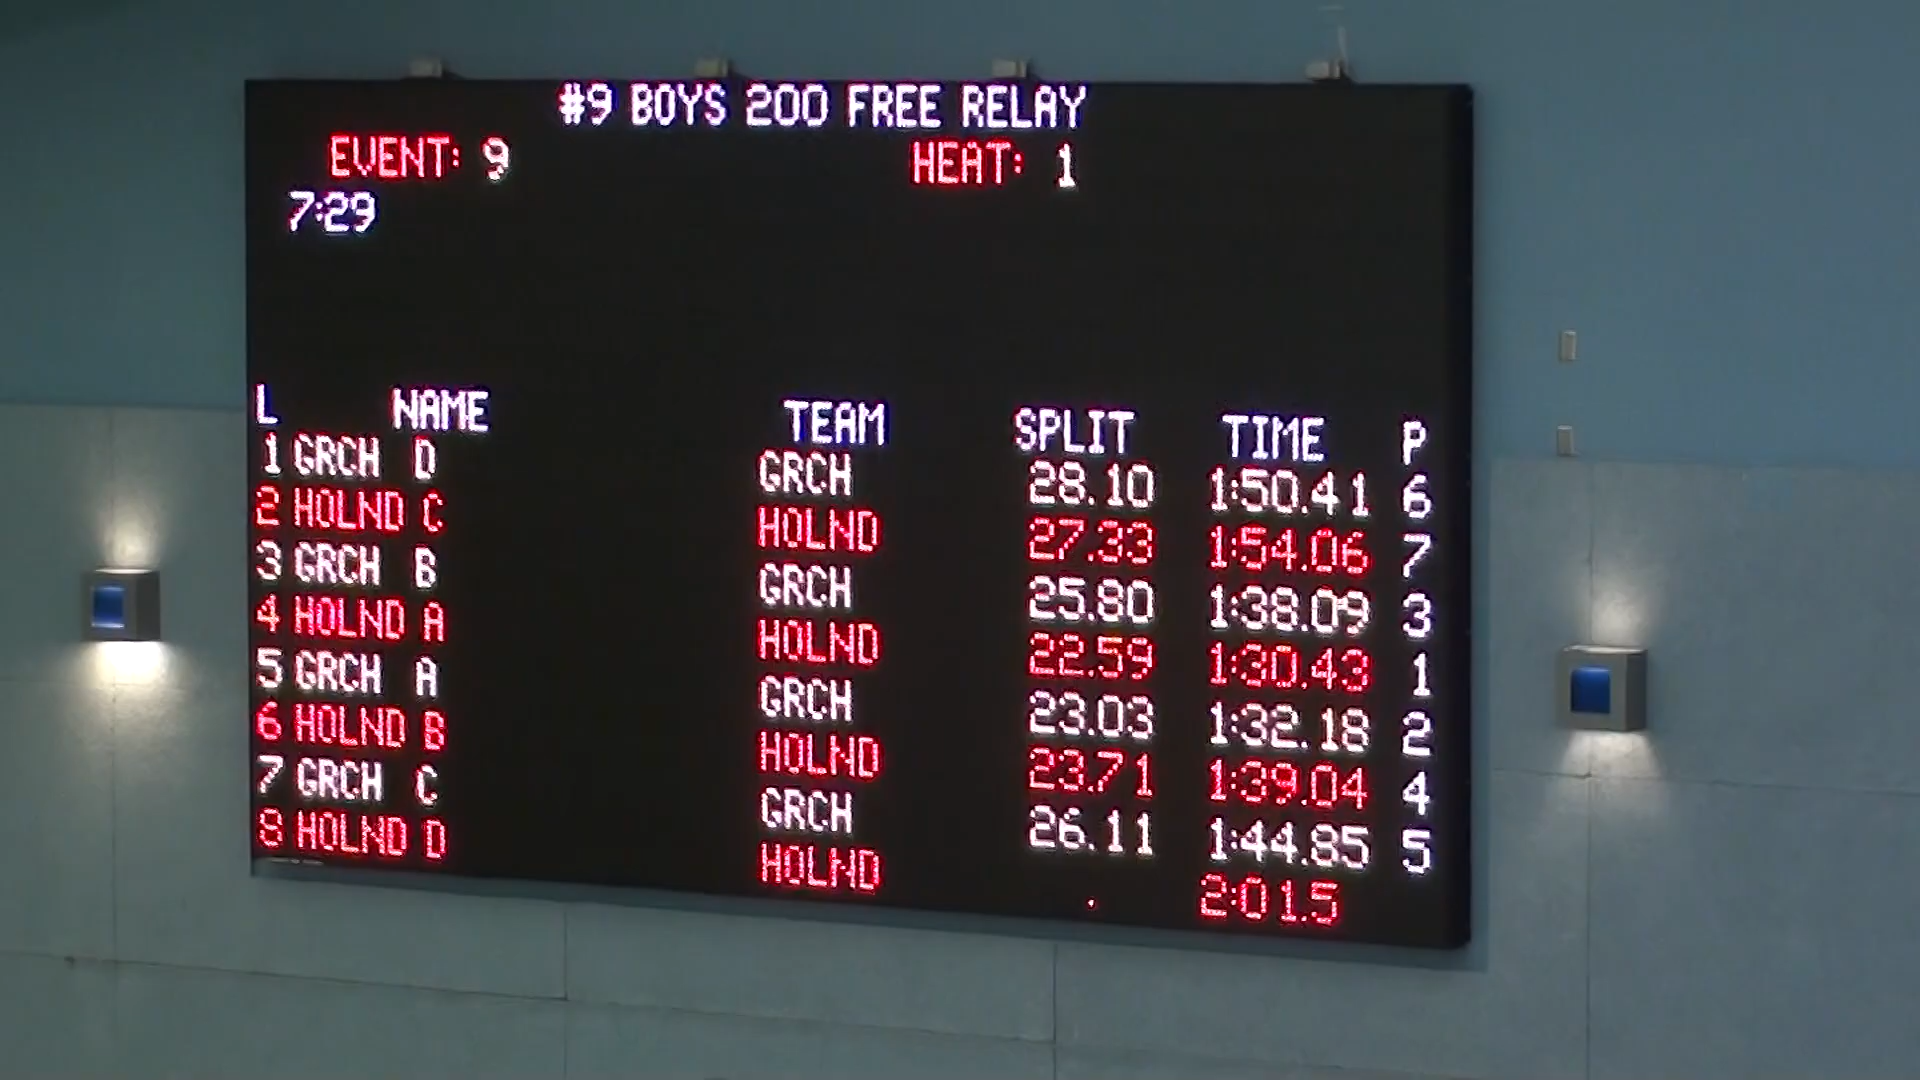 #9 BOYS 200 FREE RELAY
EVENT: 9 HEAT: 1
7:29
L NAME TEAM SPLIT TIME P
1 GRCH D GRCH 28.10 1:50.41 6
2 HOLND C HOLND 27.33 1:54.06 7
3 GRCH B GRCH 25.80 1:38.09 3
4 HOLND A HOLND 22.59 1:30.43 1
5 GRCH A GRCH 23.03 1:32.18 2
6 HOLND B HOLND 23.71 1:39.04 4
7 GRCH C GRCH 26.11 1:44.85 5
8 HOLND D HOLND . 2:01.5